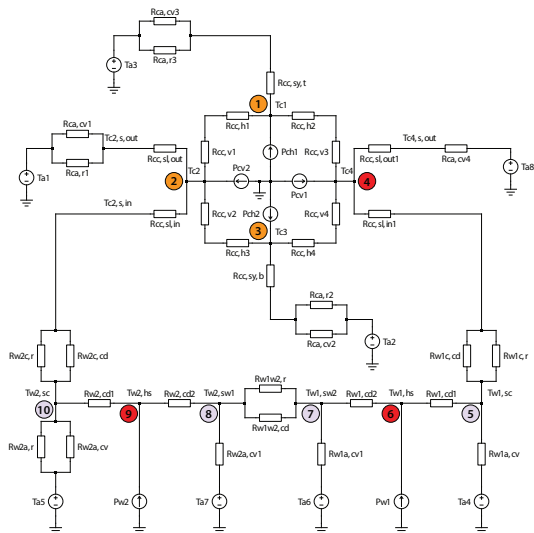 Rca, cv3
Rca, r3
Ta3
Rcc, sy, t
1
Tc1
Rcc, h1
Rcc, h2
Rca, cv1
Tc2, s, out
Rca, r1
Rcc, sl, out
Tc2
Rcc, v1
Pch1
Rcc, v3
Tc4
Tc4, s, out
Rcc, sl, out1
Rca, cv4
Ta1
2
Pcv2
Pcv1
4
Ta8
Tc2, s, in
Rcc, sl, in
Rcc, v2
Pch2
Rcc, v4
Rcc, sl, in1
3
Tc3
Rcc, h3
Rcc, h4
Rcc, sy, b
Rca, r2
Rca, cv2
Ta2
Rw2c, r
Rw2c, cd
Rw1c, cd
Rw1c, r
Tw2, sc
Rw2, cd1
Tw2, hs
Rw2, cd2
Tw2, sw1
Rw1w2, r
Tw1, sw2
Rw1, cd2
Tw1, hs
Rw1, cd1
Tw1, sc
10
9
8
7
6
5
Rw1w2, cd
Rw2a, r
Rw2a, cv
Rw2a, cv1
Rw1a, cv1
Rw1a, cv
Ta5
Pw2
Ta7
Ta6
Pw1
Ta4